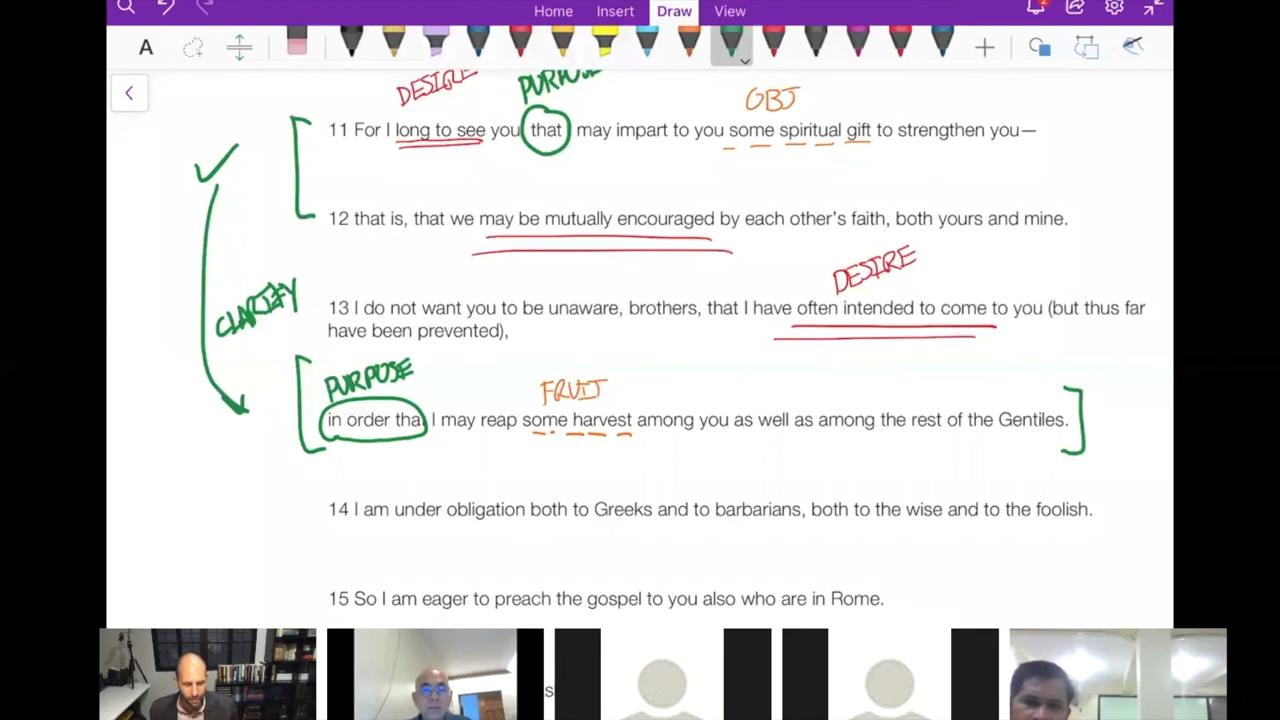 Home Insert Draw View
2
A
DESIRE PURPOSE OBJ
11 For I long to see you that I may impart to you some spiritual gift to strengthen you—
12 that is, that we may be mutually encouraged by each other's faith, both yours and mine.
DESIRE
CLARIFY
13 I do not want you to be unaware, brothers, that I have often intended to come to you (but thus far
have been prevented),
PURPOSE FRUIT
in order that I may reap some harvest among you as well as among the rest of the Gentiles.
14 I am under obligation both to Greeks and to barbarians, both to the wise and to the foolish.
15 So I am eager to preach the gospel to you also who are in Rome.